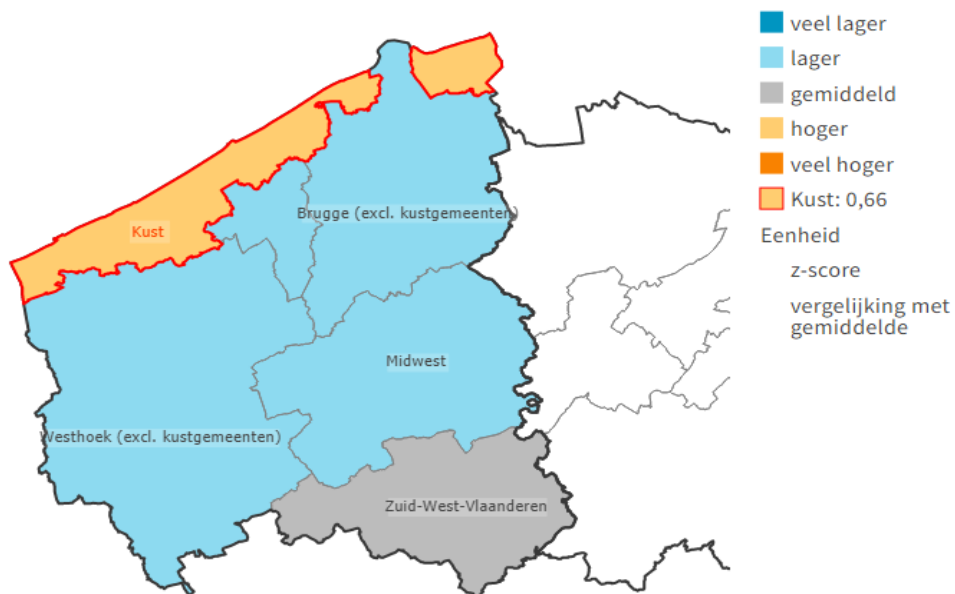 veel lager
lager
gemiddeld
hoger
veel hoger
Kust: 0,66
Eenheid
z-score
vergelijking met
gemiddelde
Brugge (excl. kustgemeenten)
Kust
Midwest
Westhoek (excl. kustgemeenten)
Zuid-West-Vlaanderen